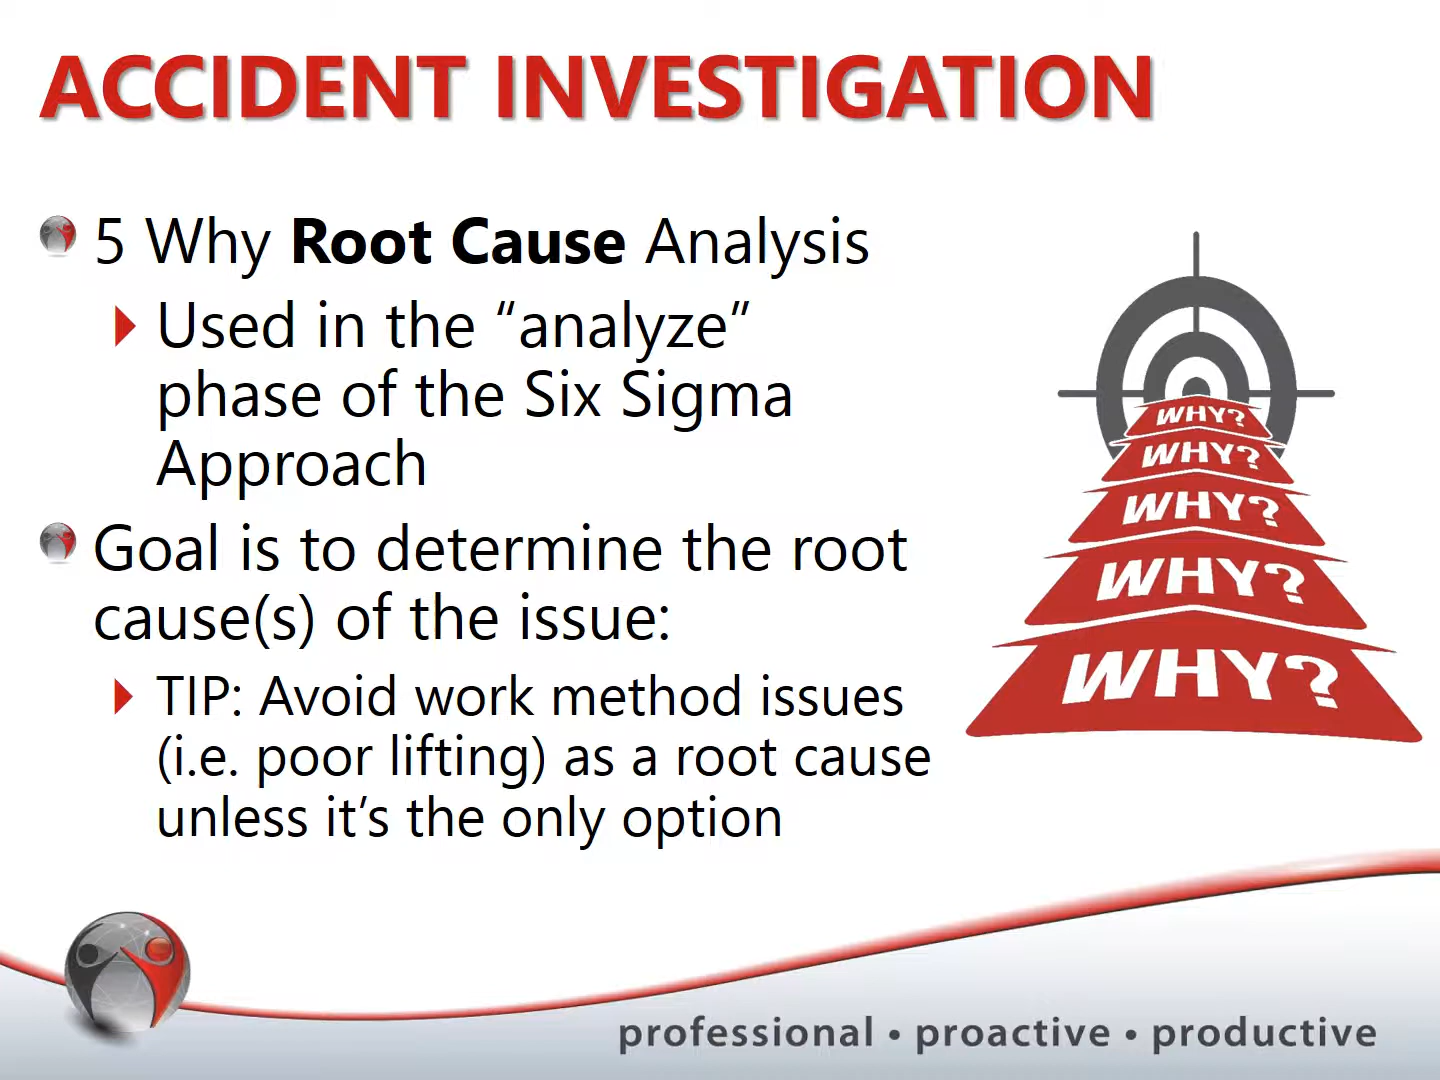 ACCIDENT INVESTIGATION
5 Why Root Cause Analysis
Used in the “analyze”
phase of the Six Sigma
Approach
Goal is to determine the root
cause(s) of the issue:
TIP: Avoid work method issues
(i.e. poor lifting) as a root cause
unless it’s the only option
WHY?
WHY?
WHY?
WHY?
WHY?
professional • proactive • productive